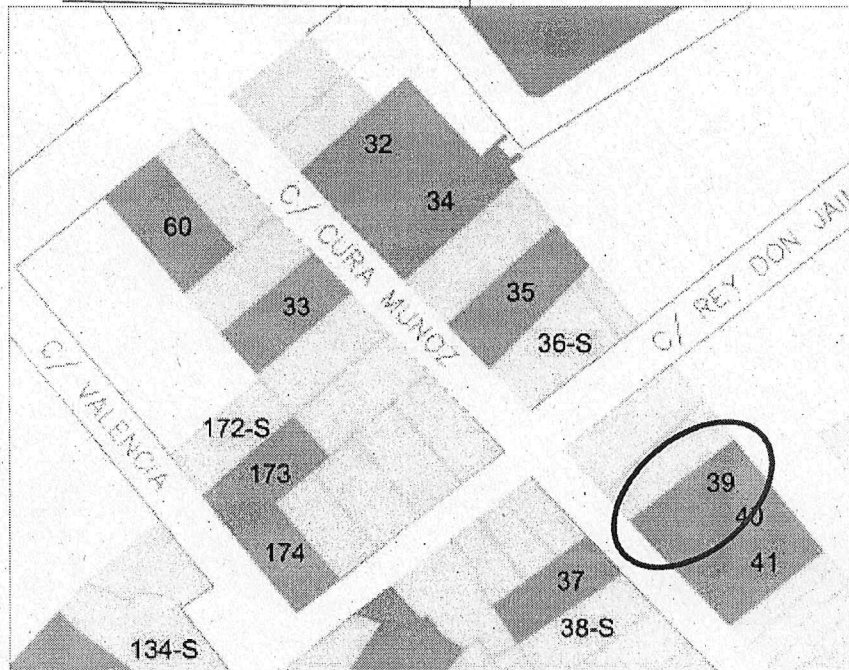 32
34
60
C/ CURA MUNOZ
33
35
36-S
C/ REY DON JAIM
C/ VALENCIA
172-S
173
174
39
40
41
37
38-S
134-S